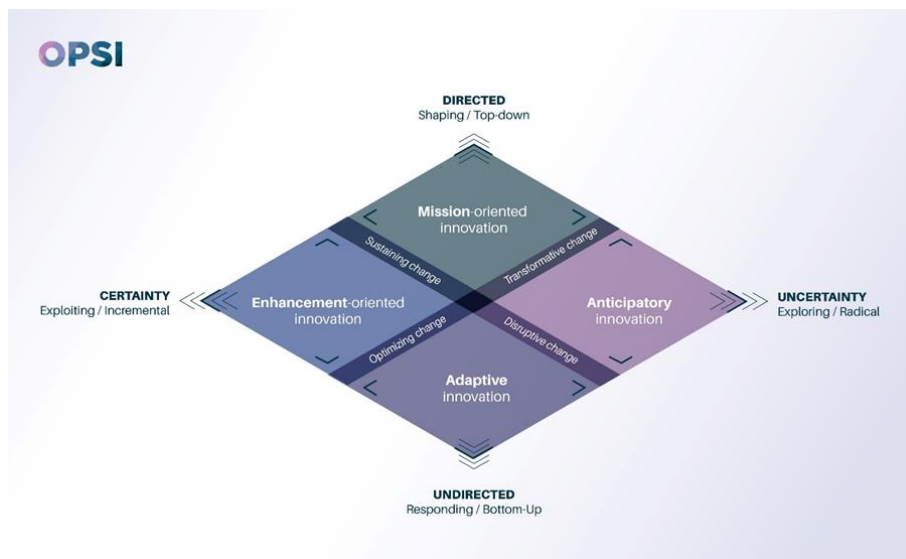 OPSI
DIRECTED
Shaping / Top-down
Mission-oriented
innovation
Sustaining change
Transformative change
CERTAINTY
Exploiting / Incremental
Enhancement-oriented
innovation
Anticipatory
innovation
UNCERTAINTY
Exploring / Radical
Optimizing change
Disruptive change
Adaptive
innovation
UNDIRECTED
Responding / Bottom-Up